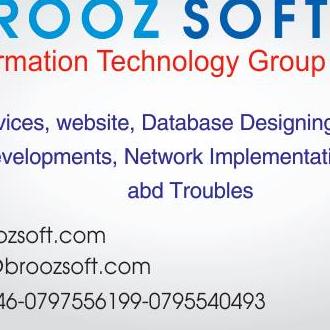 ROOZ SOFT
rmation Technology Group
vices, website, Database Designing
evelopments, Network Implementati
abd Troubles
ozsoft.com
@broozsoft.com
46-0797556199-0795540493